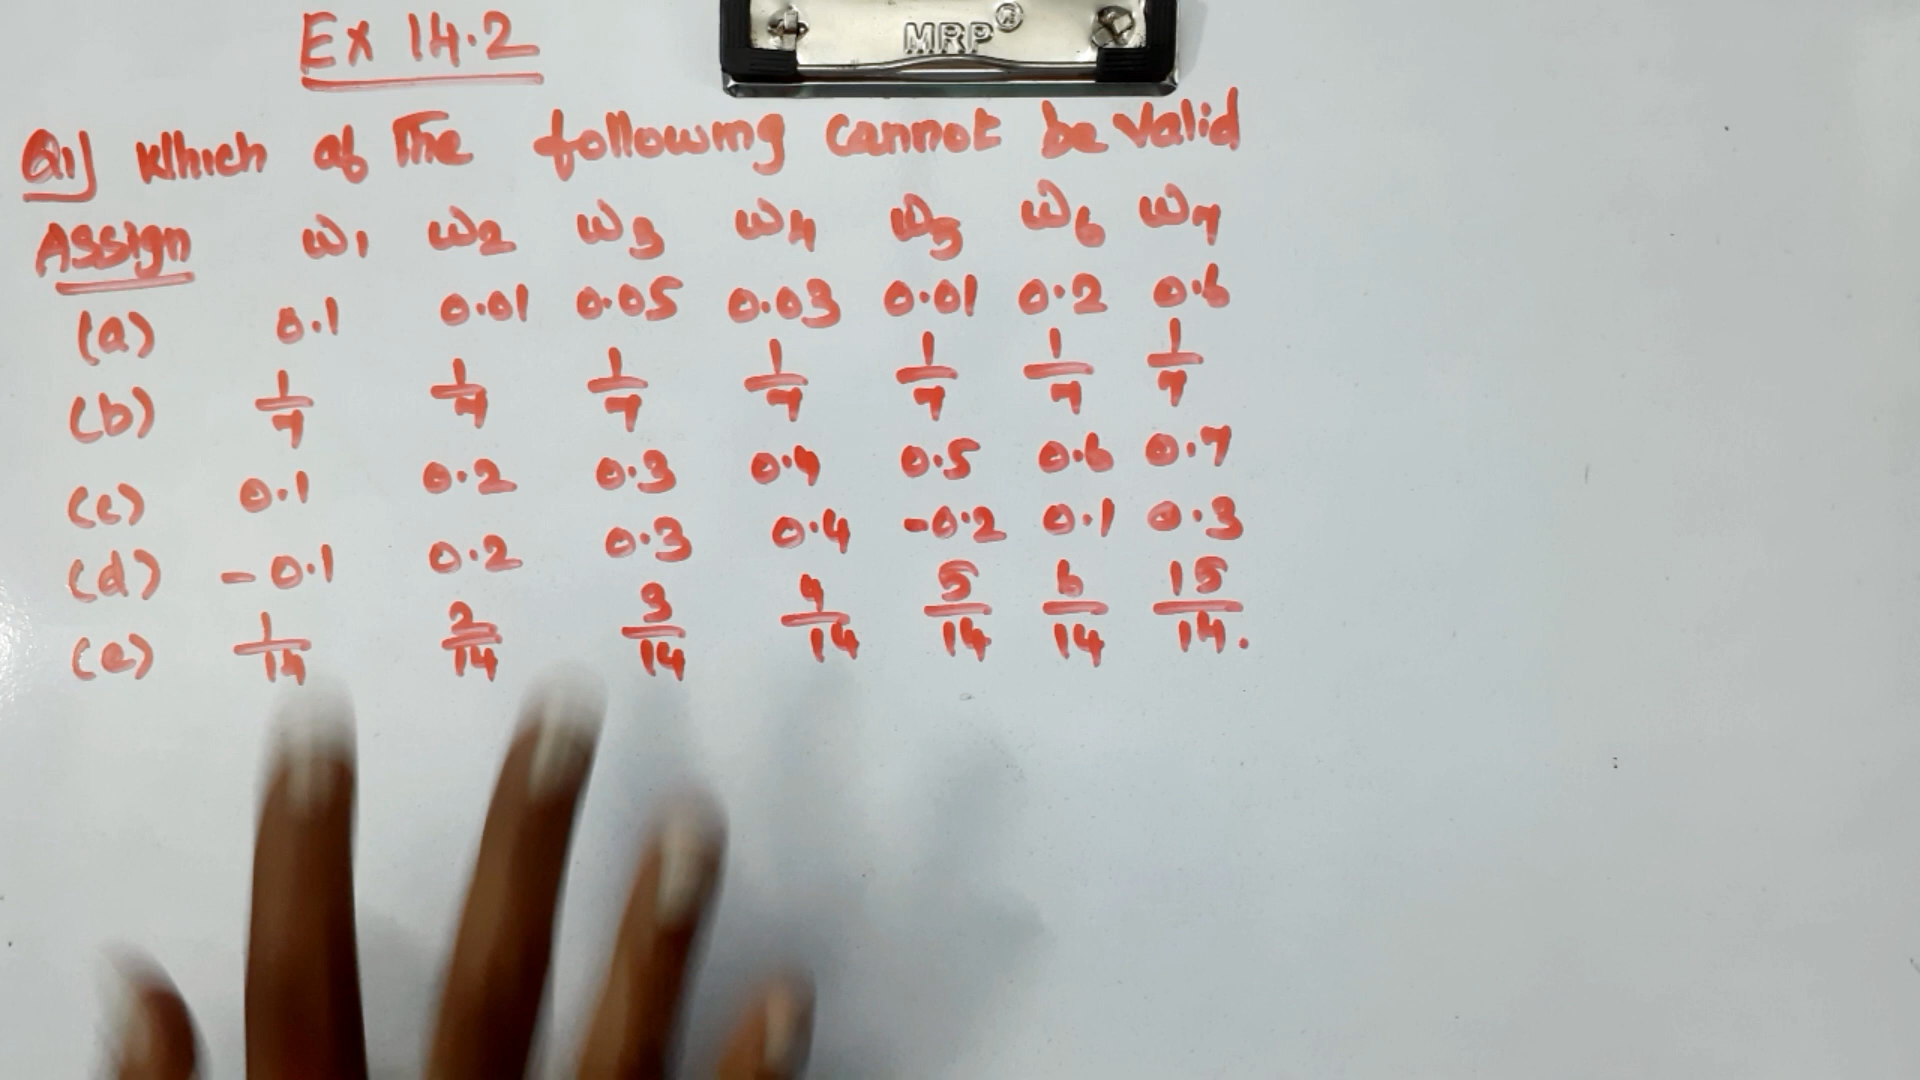 MRP®
Ex 14.2
Q1) Which of The following cannot be valid
Assign ω1 ω2 ω3 ω4 ω5 ω6 ω7
(a) 0.1 0.01 0.05 0.03 0.01 0.2 0.6
(b) 1/7 1/7 1/7 1/7 1/7 1/7 1/7
(c) 0.1 0.2 0.3 0.4 0.5 0.6 0.7
(d) -0.1 0.2 0.3 0.4 -0.2 0.1 0.3
(e) 1/14 2/14 3/14 4/14 5/14 6/14 15/14.